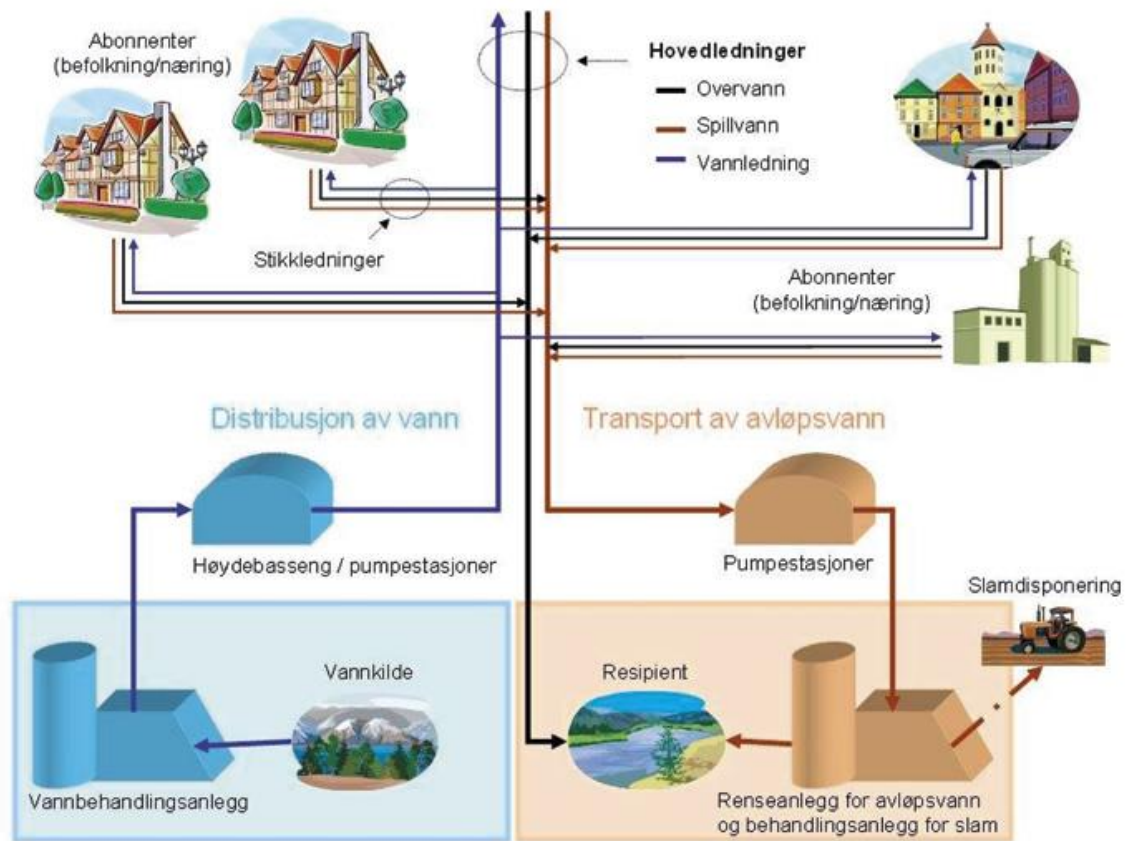 Abonnenter
(befolkning/næring)
Hovedledninger
Overvann
Spillvann
Vannledning
Stikkledninger
Abonnenter
(befolkning/næring)
Distribusjon av vann
Transport av avløpsvann
Høydebasseng / pumpestasjoner
Pumpestasjoner
Slamdisponering
Vannkilde
Resipient
Vannbehandlingsanlegg
Renseanlegg for avløpsvann
og behandlingsanlegg for slam